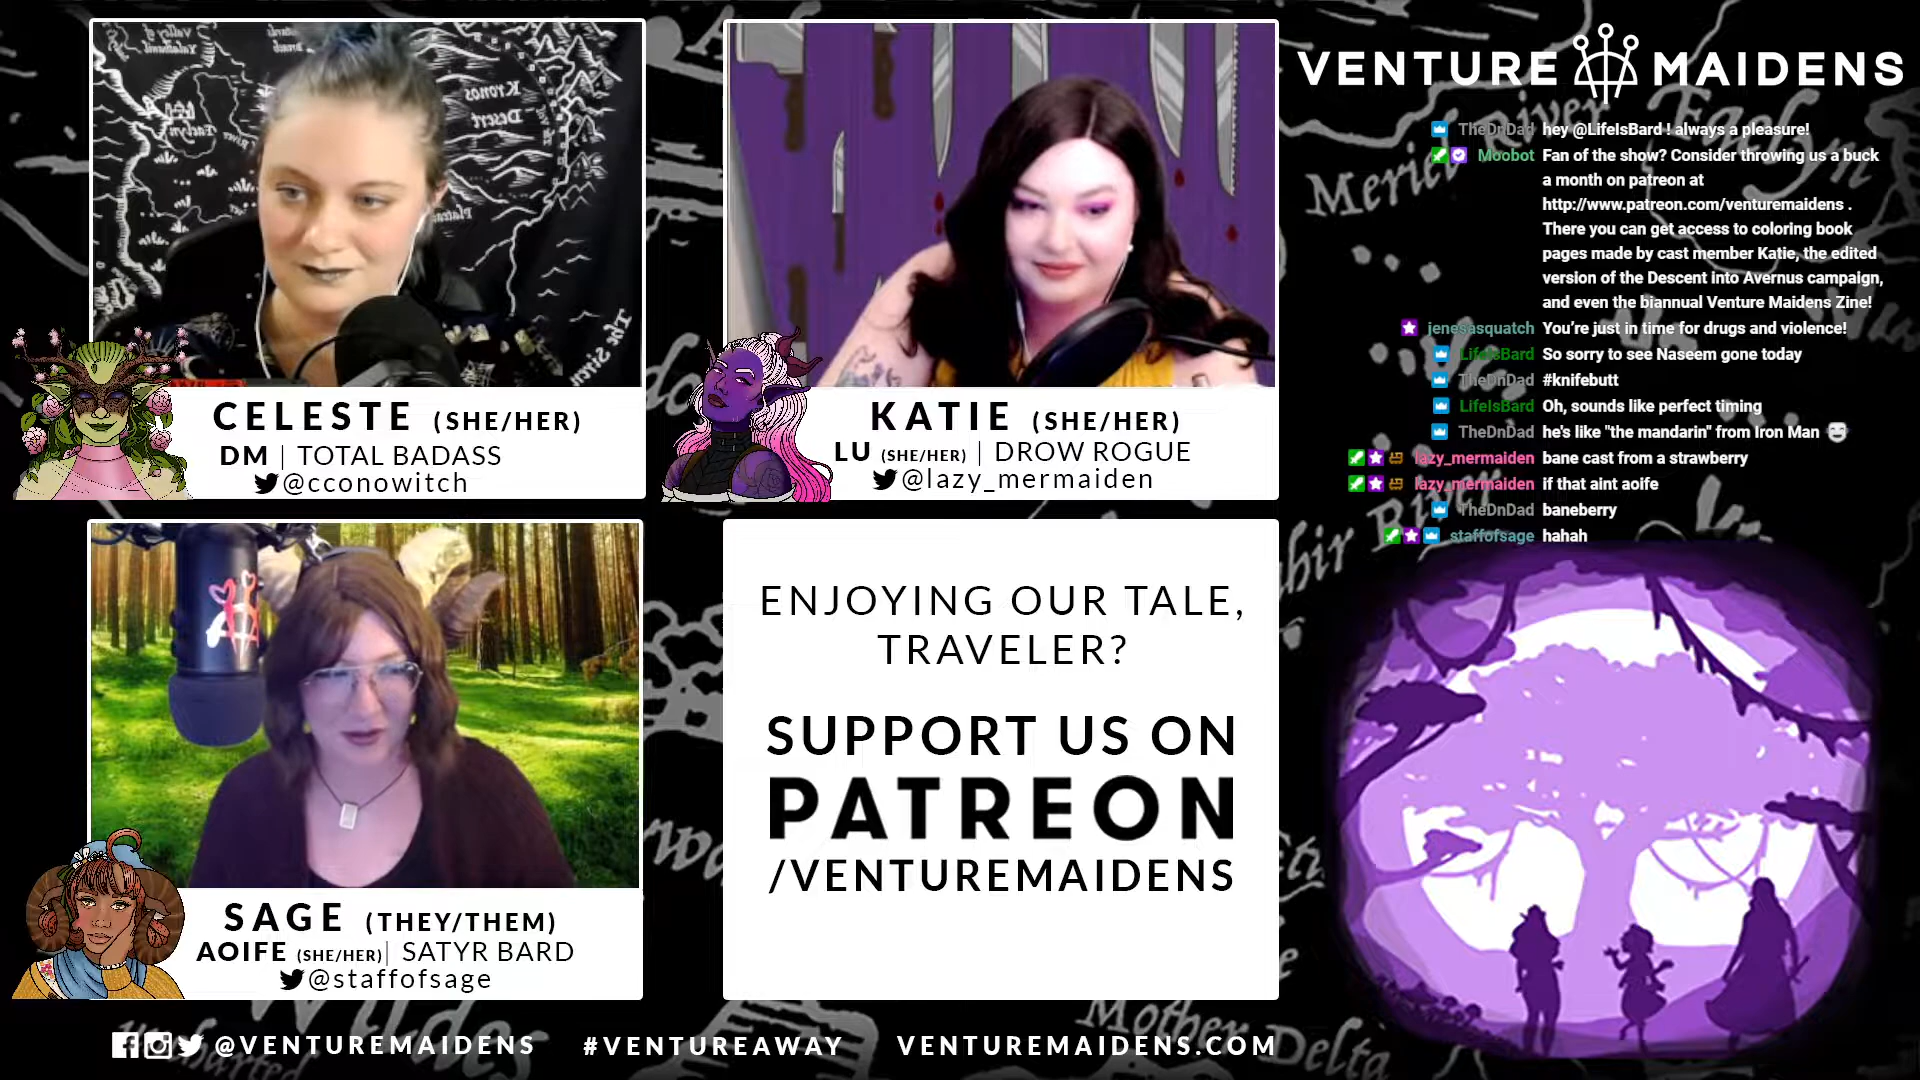 VENTURE MAIDENS
CELESTE (SHE/HER)
DM | TOTAL BADASS
@cconowitch
KATIE (SHE/HER)
LU (SHE/HER) | DROW ROGUE
@lazy_mermaiden
SAGE (THEY/THEM)
AOIFE (SHE/HER)| SATYR BARD
@staffofsage
ENJOYING OUR TALE,
TRAVELER?
SUPPORT US ON
PATREON
/VENTUREMAIDENS
TheDnDad hey @LifeIsBard ! always a pleasure!
Moobot Fan of the show? Consider throwing us a buck
a month on patreon at
http://www.patreon.com/venturemaidens .
There you can get access to coloring book
pages made by cast member Katie, the edited
version of the Descent into Avernus campaign,
and even the biannual Venture Maidens Zine!
jenesasquatch You're just in time for drugs and violence!
LifeIsBard So sorry to see Naseem gone today
TheDnDad #knifebutt
LifeIsBard Oh, sounds like perfect timing
TheDnDad he's like "the mandarin" from Iron Man
lazy_mermaiden bane cast from a strawberry
lazy_mermaiden if that aint aoife
TheDnDad baneberry
staffofsage hahah
Kronos
Desert
Faelyn
Mother Delta
@VENTUREMAIDENS #VENTUREAWAY VENTUREMAIDENS.COM